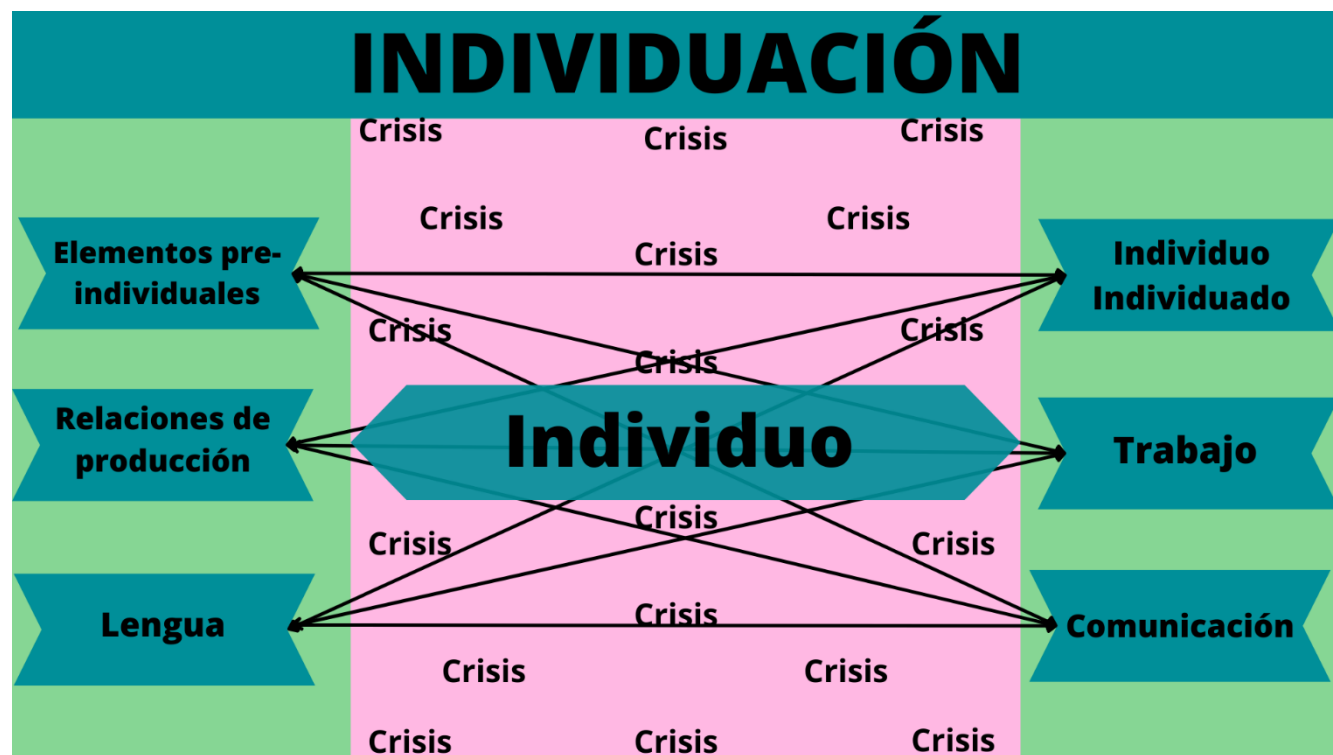 INDIVIDUACIÓN
Crisis
Crisis
Crisis
Crisis
Crisis
Crisis
Elementos pre-
individuales
Individuo
Individuado
Crisis
Crisis
Crisis
Relaciones de
producción
Individuo
Trabajo
Crisis
Crisis
Crisis
Lengua
Crisis
Comunicación
Crisis
Crisis
Crisis
Crisis
Crisis